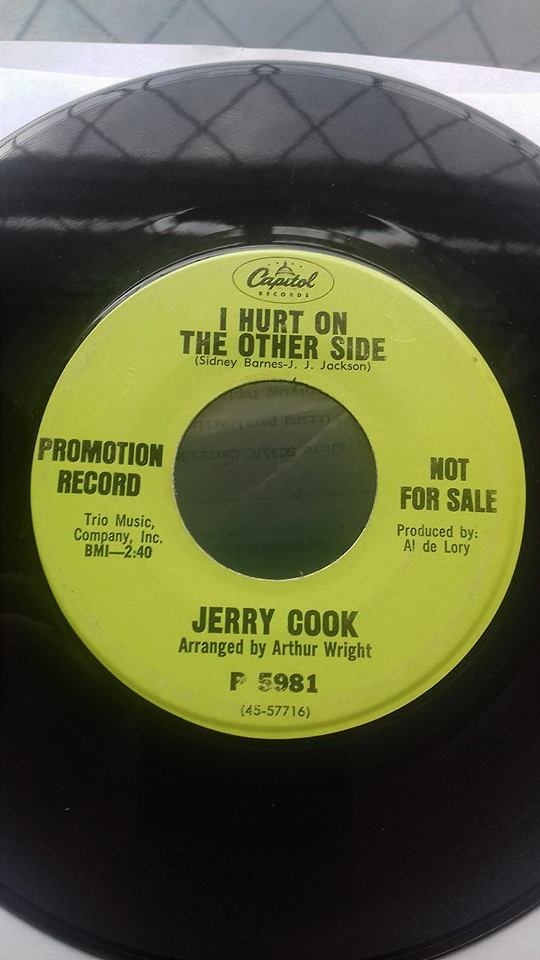 Capitol
RECORDS
I HURT ON
THE OTHER SIDE
(Sidney Barnes-J. J. Jackson)
PROMOTION
RECORD
Trio Music,
Company, Inc.
BMI—2:40
NOT
FOR SALE
Produced by:
Al de Lory
JERRY COOK
Arranged by Arthur Wright
P 5981
(45-57716)